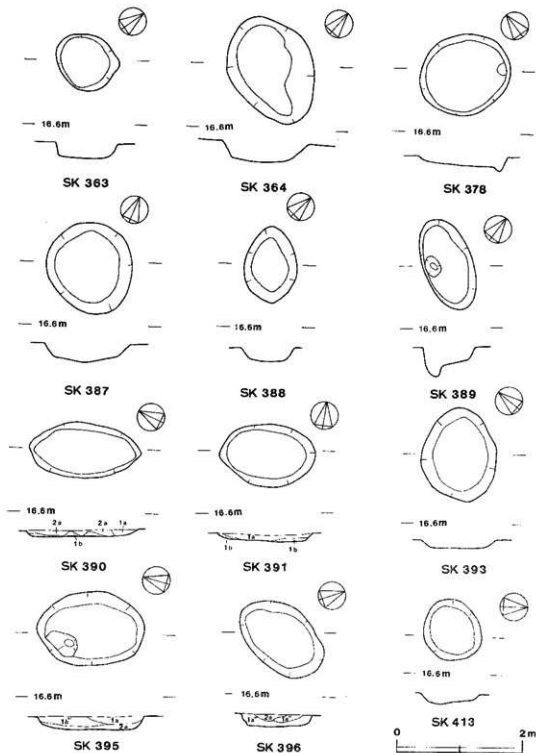 16.6m
16.6m
16.6m
SK 363
SK 364
SK 378
16.6m
16.6m
16.6m
SK 387
SK 388
SK 389
16.6m
2a 2a 1a
1b
16.6m
1a
1b 1b
16.6m
SK 390
SK 391
SK 393
16.6m
1b 1a
2a
16.6m
1a 2a 1a
16.6m
SK 395
SK 396
SK 413
0 2m